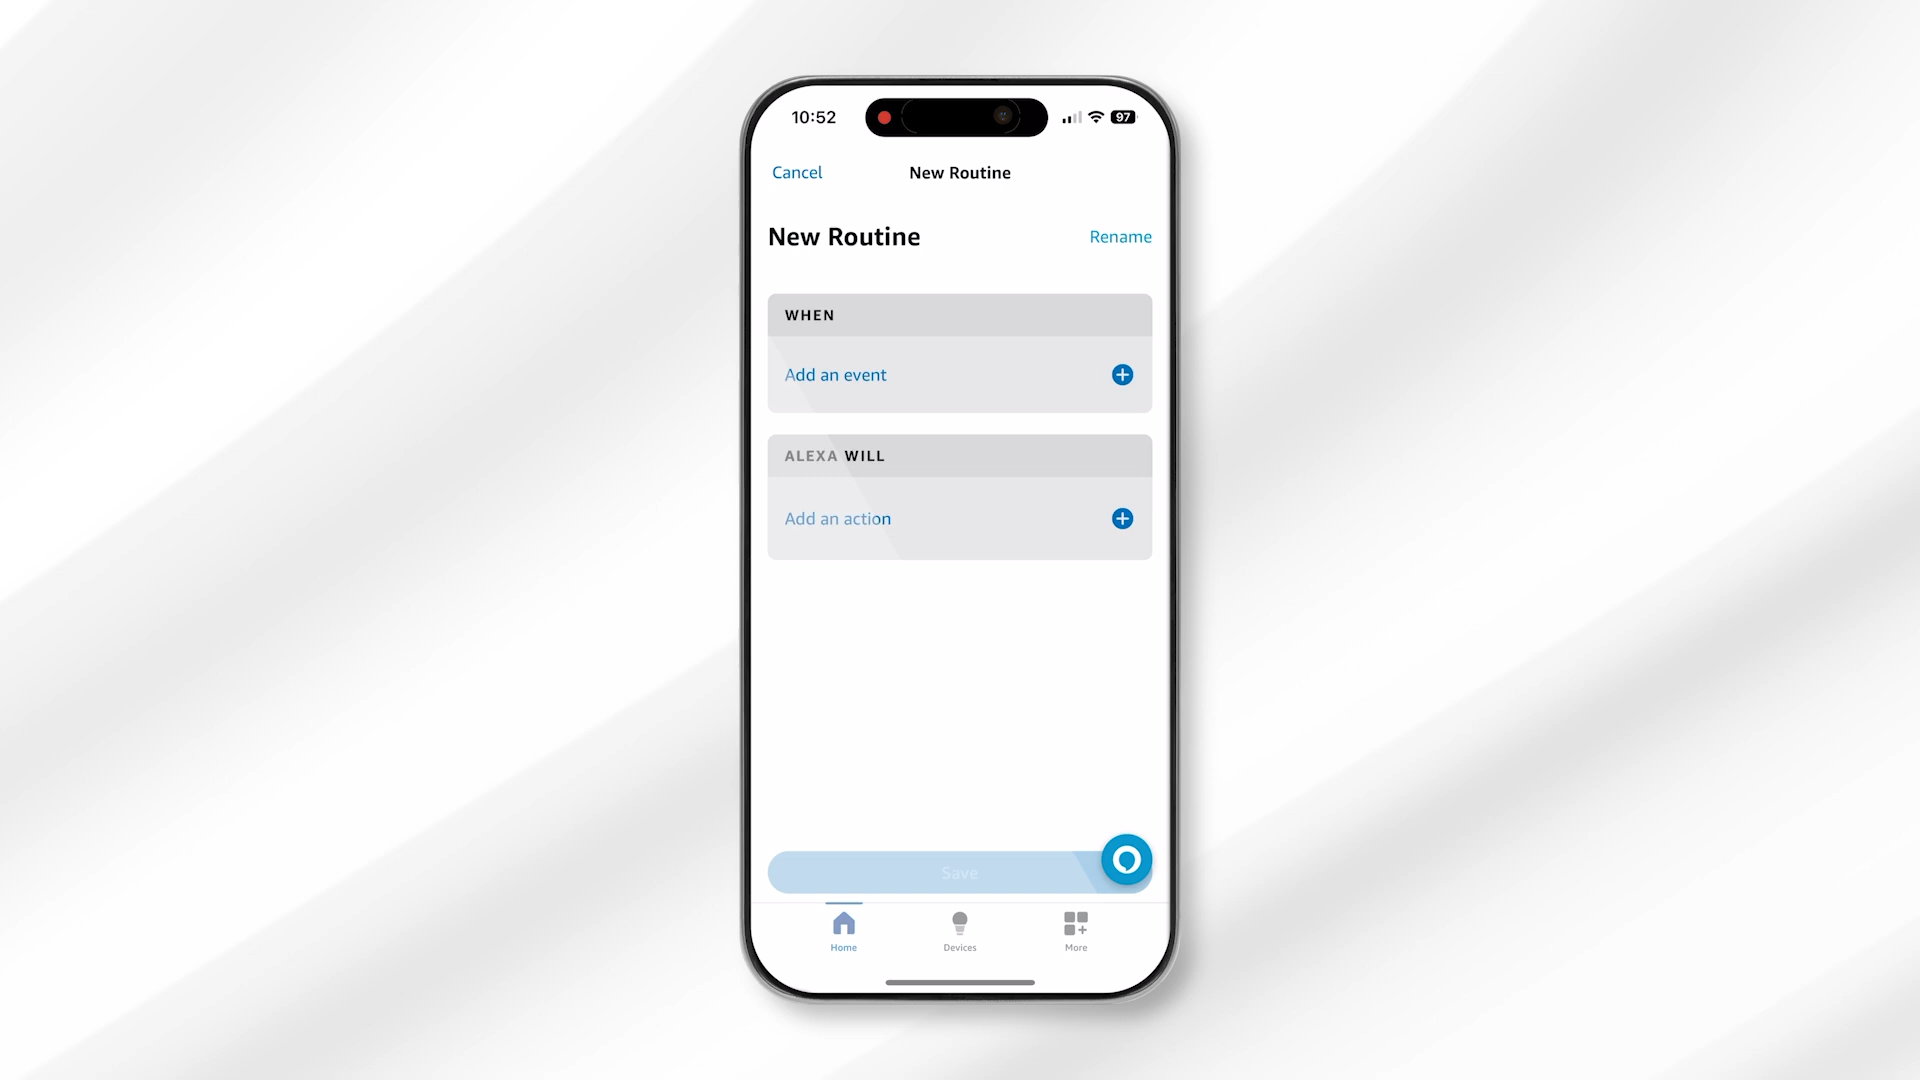 10:52
97
Cancel
New Routine
New Routine
Rename
WHEN
Add an event
ALEXA WILL
Add an action
Save
Home
Devices
More